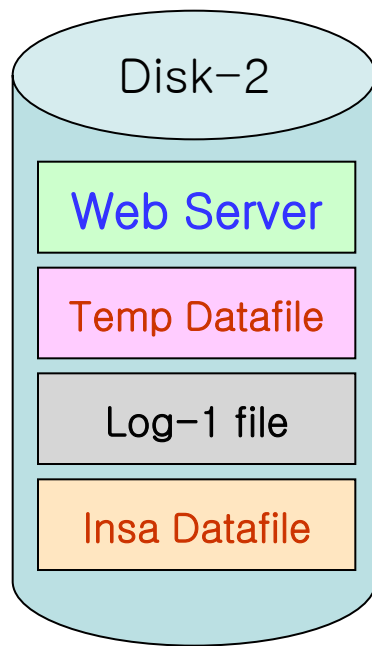 Disk-2
Web Server
Temp Datafile
Log-1 file
Insa Datafile